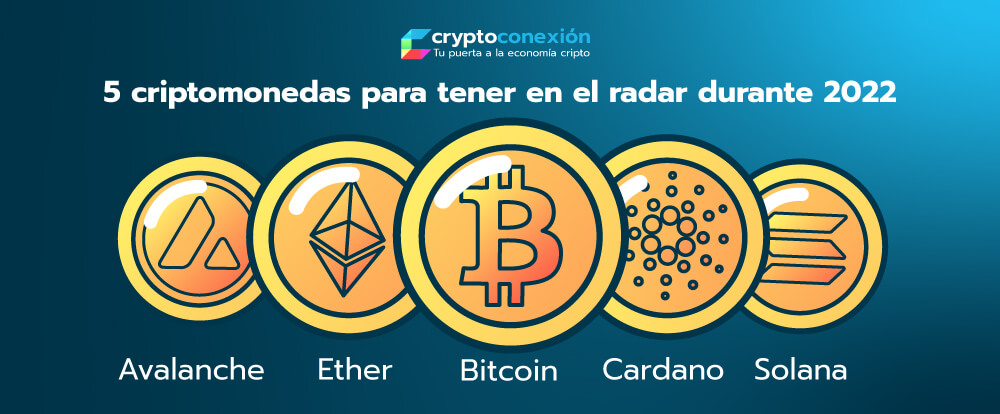 cryptoconexión
Tu puerta a la economía cripto
5 criptomonedas para tener en el radar durante 2022
Avalanche Ether Bitcoin Cardano Solana